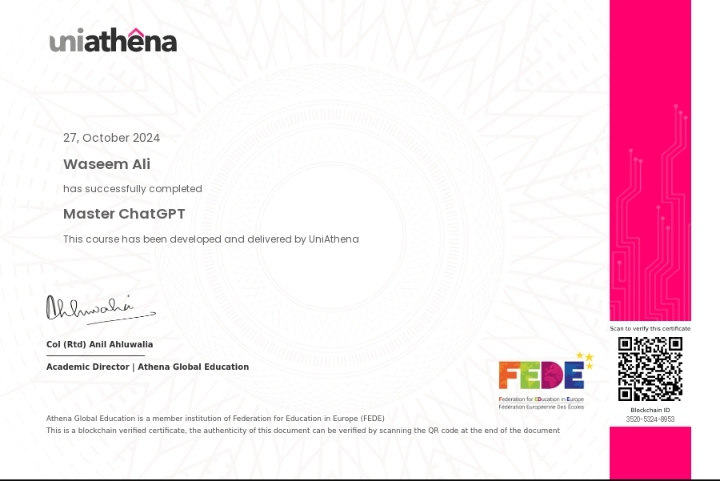 uniathena
27, October 2024
Waseem Ali
has successfully completed
Master ChatGPT
This course has been developed and delivered by UniAthena
Ahluwalia
Col (Rtd) Anil Ahluwalia
Academic Director | Athena Global Education
FEDE
Federation for EDucation in Europe
Fédération Européenne Des Écoles
Scan to verify this certificate
Blockchain ID
3520-5324-8953
Athena Global Education is a member institution of Federation for Education in Europe (FEDE)
This is a blockchain verified certificate, the authenticity of this document can be verified by scanning the QR code at the end of the document